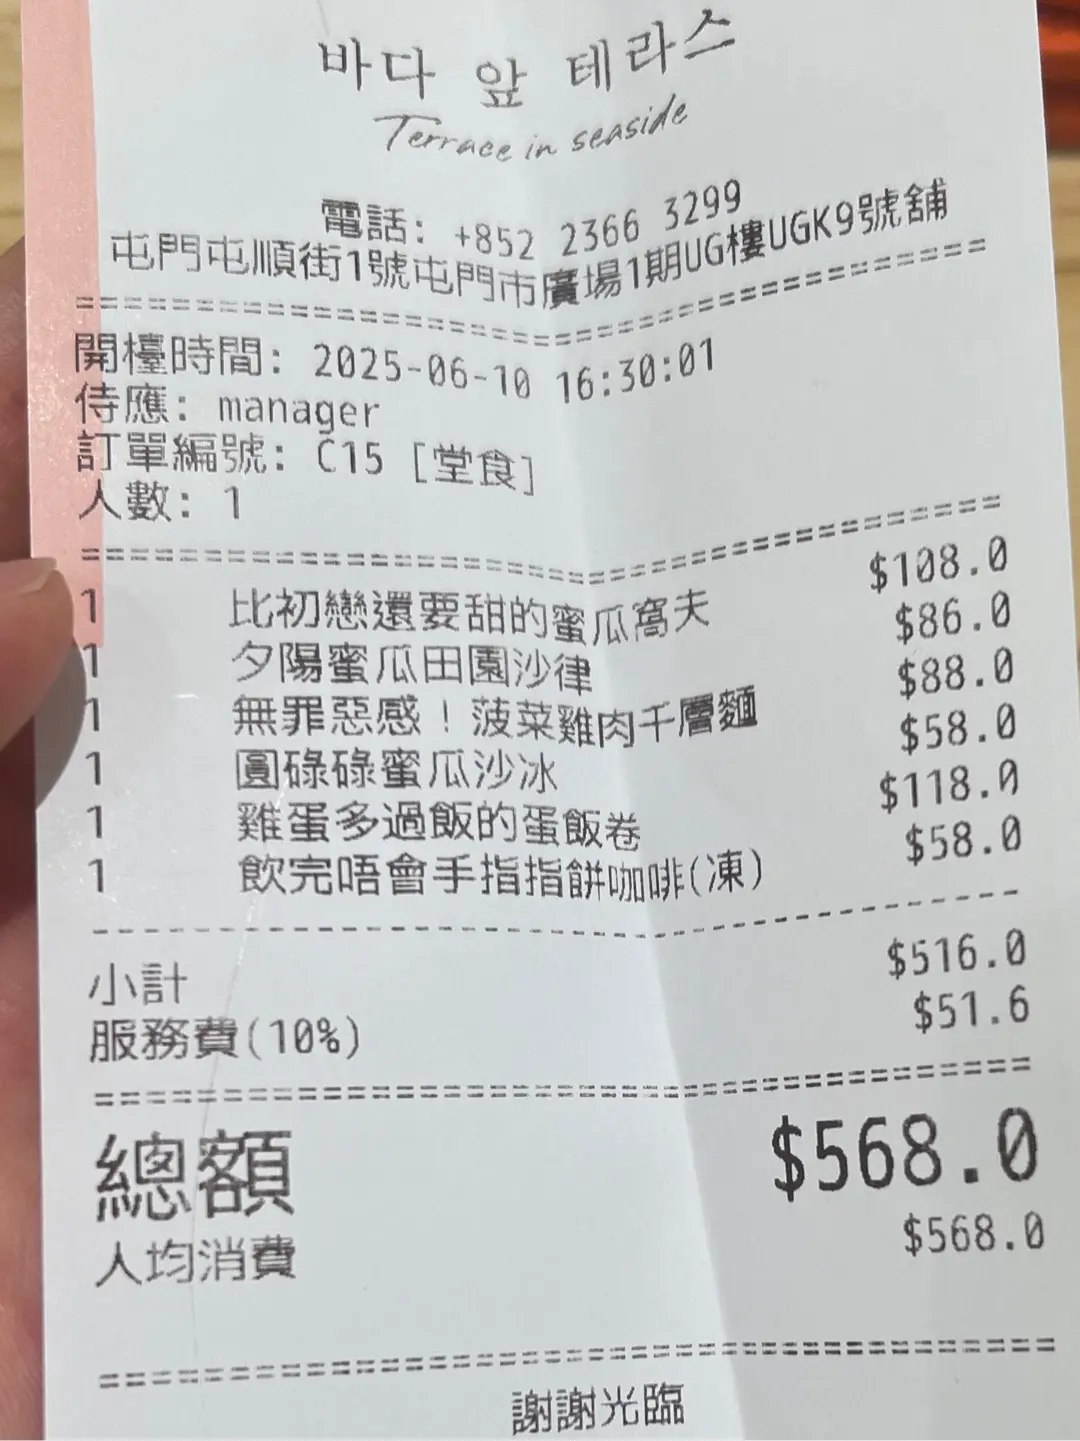 바다 앞 테라스
Terrace in seaside
電話: +852 2366 3299
屯門屯順街1號屯門市廣場1期UG樓UGK9號舖
開檯時間: 2025-06-10 16:30:01
侍應: manager
訂單編號: C15 [堂食]
人數: 1
1 比初戀還要甜的蜜瓜窩夫 $108.0
1 夕陽蜜瓜田園沙律 $86.0
1 無罪惡感！菠菜雞肉千層麵 $88.0
1 圓碌碌蜜瓜沙冰 $58.0
1 雞蛋多過飯的蛋飯卷 $118.0
1 飲完唔會手指指餅咖啡(凍) $58.0
小計 $516.0
服務費(10%) $51.6
總額 $568.0
人均消費 $568.0
謝謝光臨